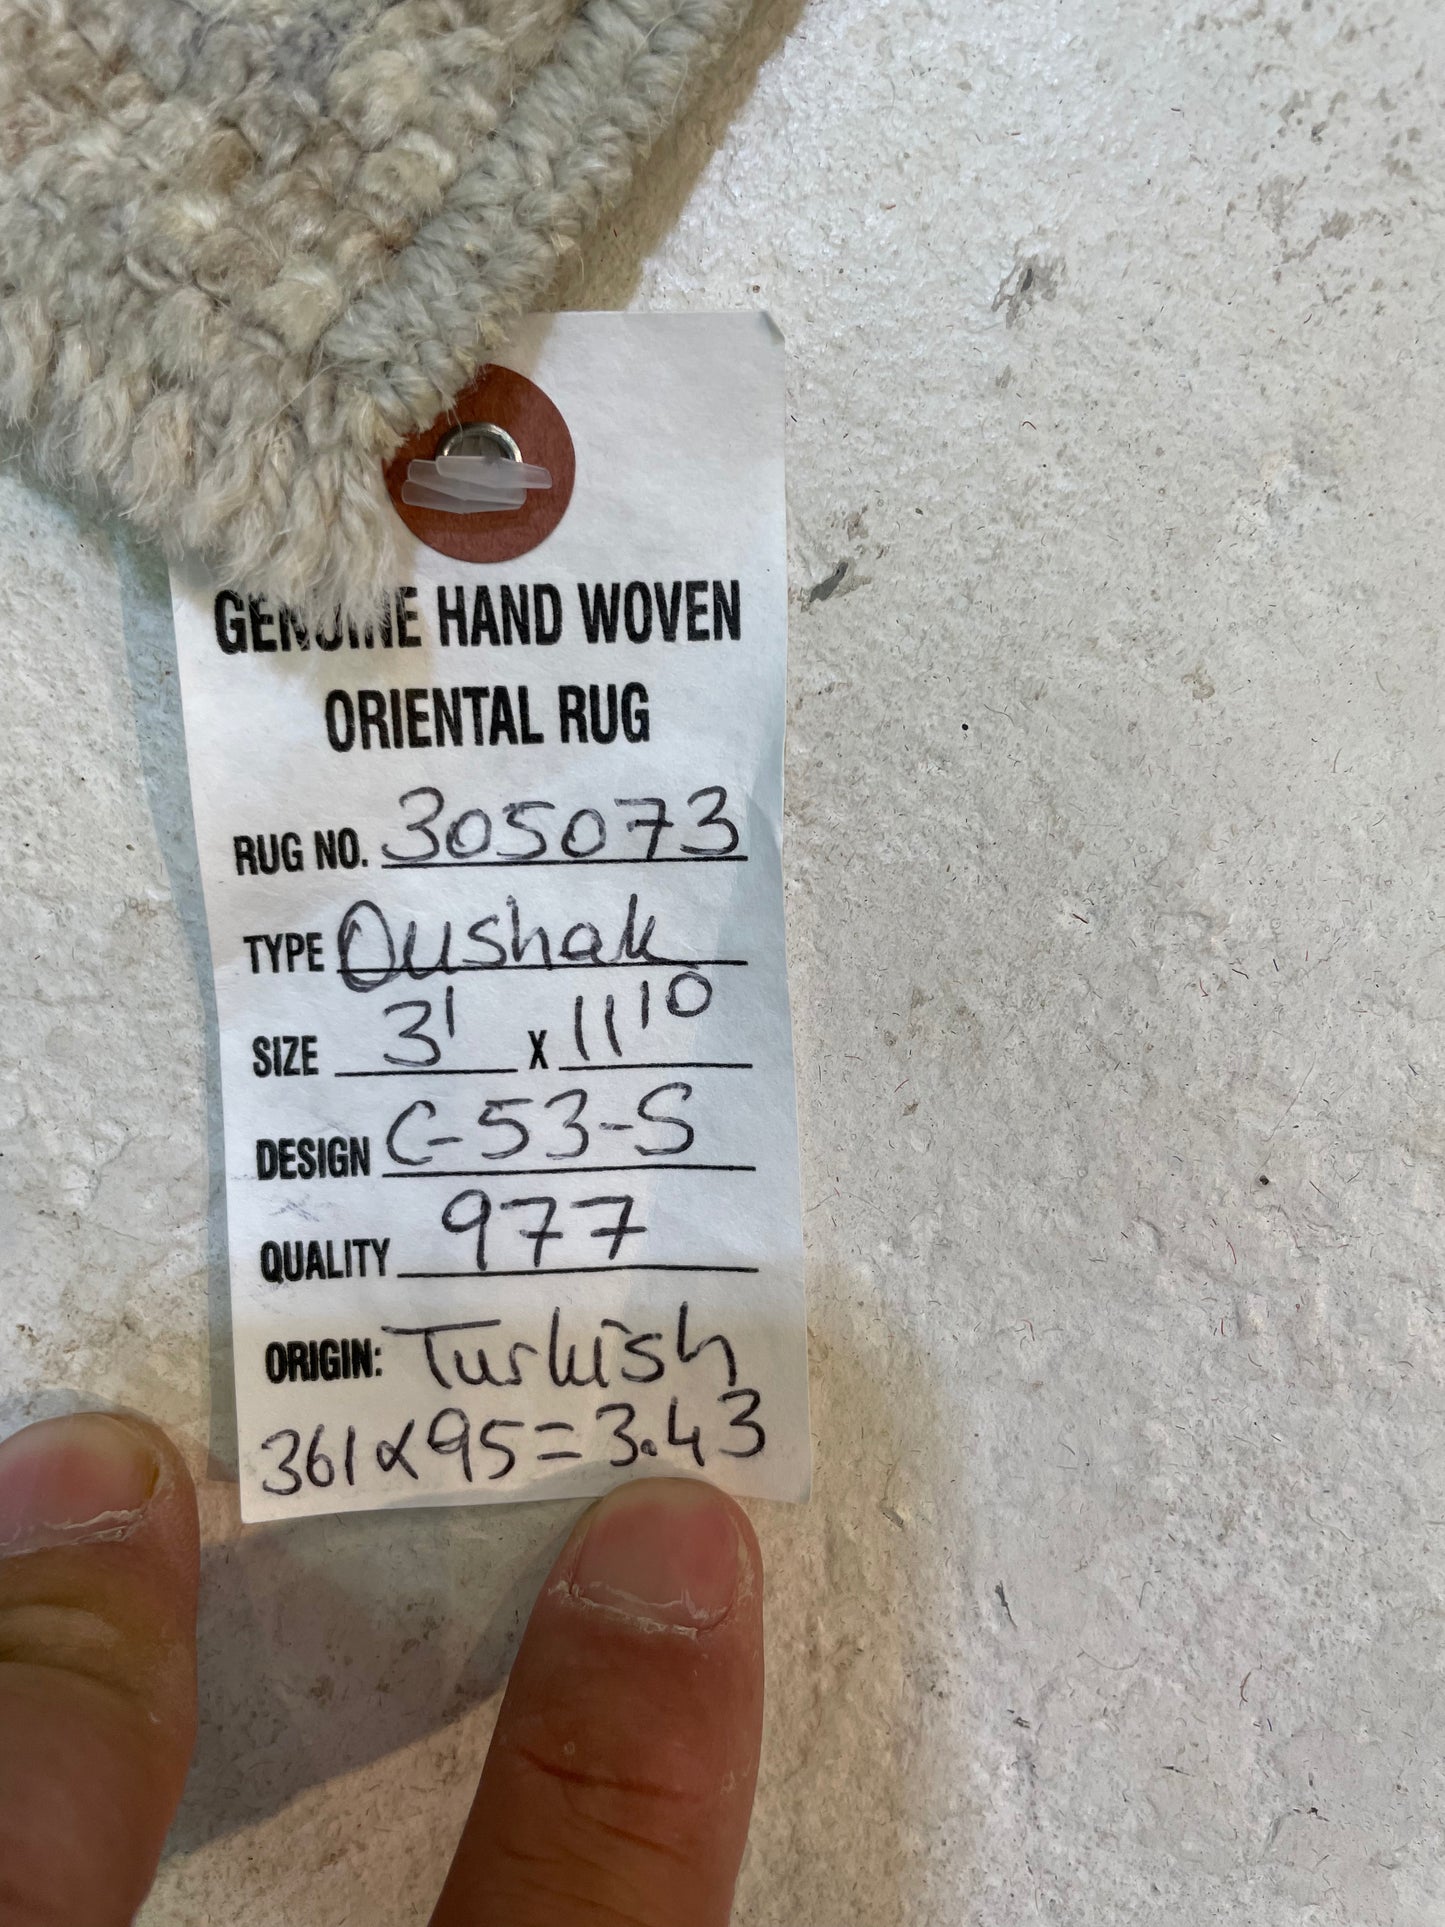 GENUINE HAND WOVEN
ORIENTAL RUG
RUG NO. 305073
TYPE Oushak
SIZE 3' X 11'10
DESIGN C-53-S
QUALITY 977
ORIGIN: Turkish
361x95=3.43